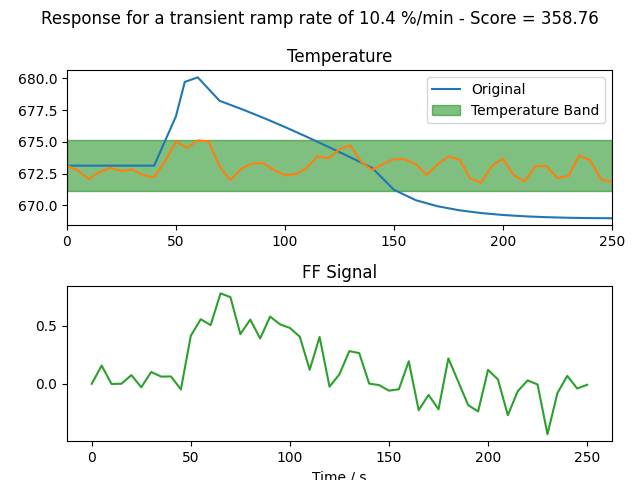 Response for a transient ramp rate of 10.4 %/min - Score = 358.76
Temperature
680.0
677.5
675.0
672.5
670.0
Original
Temperature Band
0 50 100 150 200 250
FF Signal
0.5
0.0
0 50 100 150 200 250
Time / s